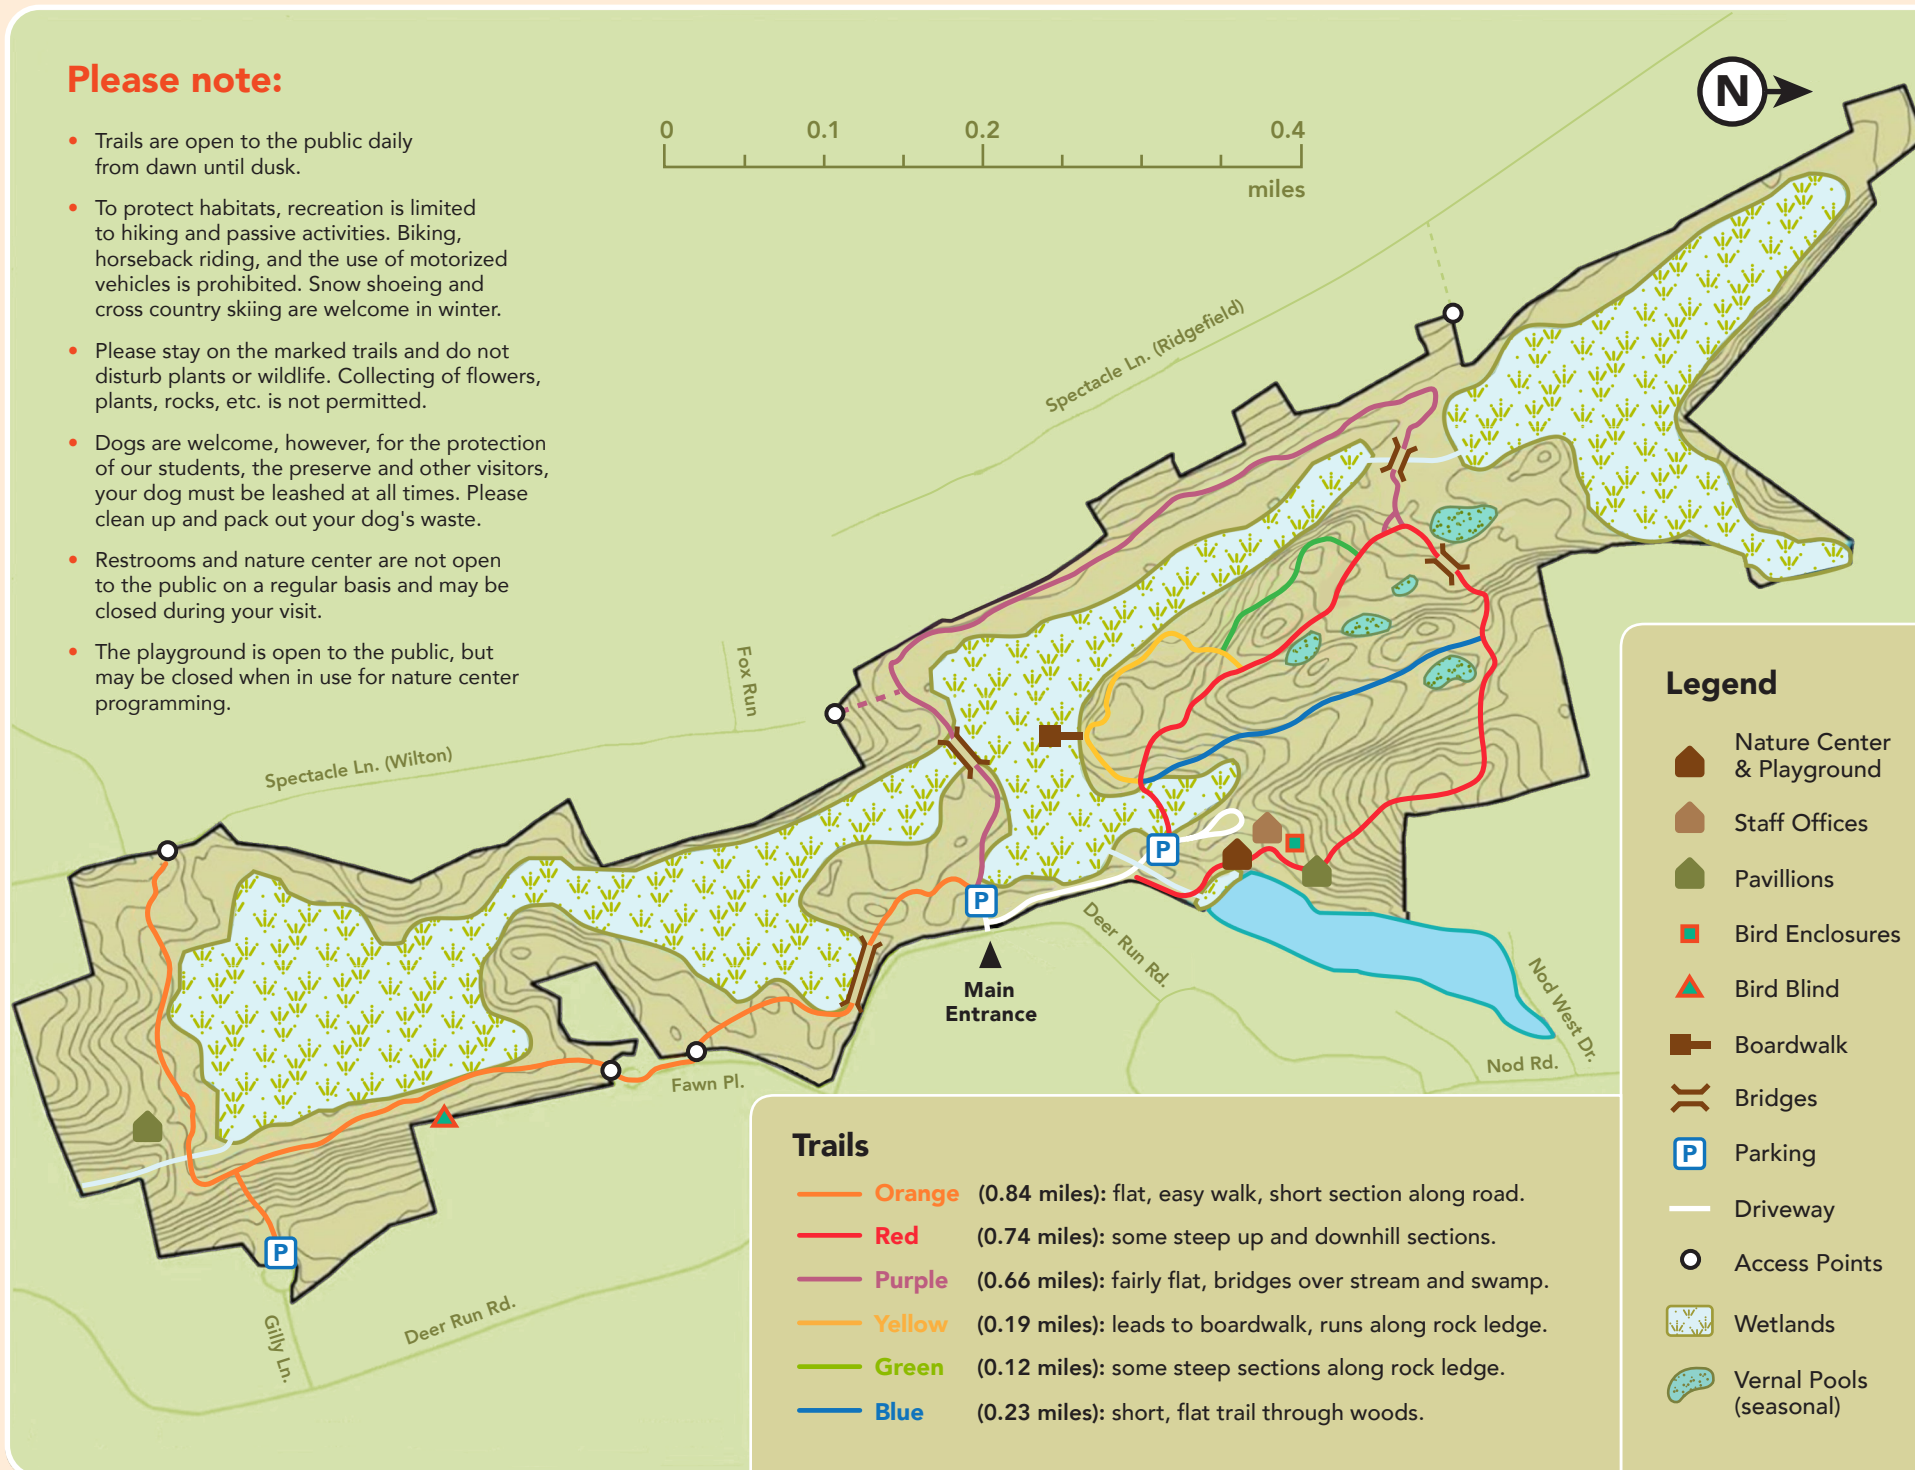 Please note:
• Trails are open to the public daily
from dawn until dusk.
• To protect habitats, recreation is limited
to hiking and passive activities. Biking,
horseback riding, and the use of motorized
vehicles is prohibited. Snow shoeing and
cross country skiing are welcome in winter.
• Please stay on the marked trails and do not
disturb plants or wildlife. Collecting of flowers,
plants, rocks, etc. is not permitted.
• Dogs are welcome, however, for the protection
of our students, the preserve and other visitors,
your dog must be leashed at all times. Please
clean up and pack out your dog's waste.
• Restrooms and nature center are not open
to the public on a regular basis and may be
closed during your visit.
• The playground is open to the public, but
may be closed when in use for nature center
programming.
0 0.1 0.2 0.4
miles
N
Spectacle Ln. (Ridgefield)
Fox Run
Spectacle Ln. (Wilton)
P
P
Main
Entrance
Deer Run Rd.
Nod West Dr.
Nod Rd.
Fawn Pl.
P
Gilly Ln.
Deer Run Rd.
Trails
Orange (0.84 miles): flat, easy walk, short section along road.
Red (0.74 miles): some steep up and downhill sections.
Purple (0.66 miles): fairly flat, bridges over stream and swamp.
Yellow (0.19 miles): leads to boardwalk, runs along rock ledge.
Green (0.12 miles): some steep sections along rock ledge.
Blue (0.23 miles): short, flat trail through woods.
Legend
Nature Center
& Playground
Staff Offices
Pavillions
Bird Enclosures
Bird Blind
Boardwalk
Bridges
P Parking
Driveway
Access Points
Wetlands
Vernal Pools
(seasonal)